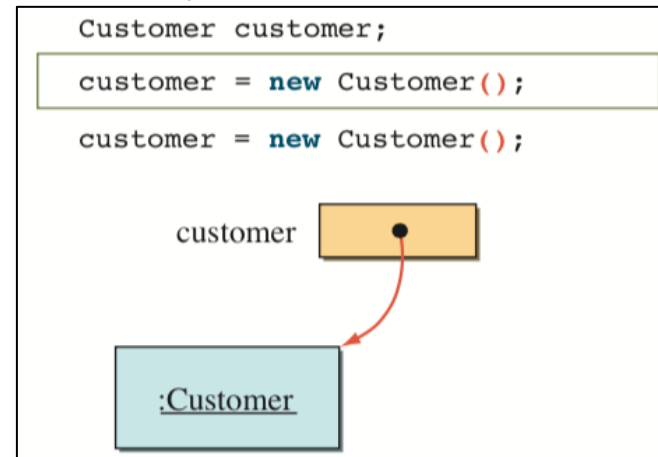 Customer customer;
customer = new Customer();
customer = new Customer();
customer
:Customer